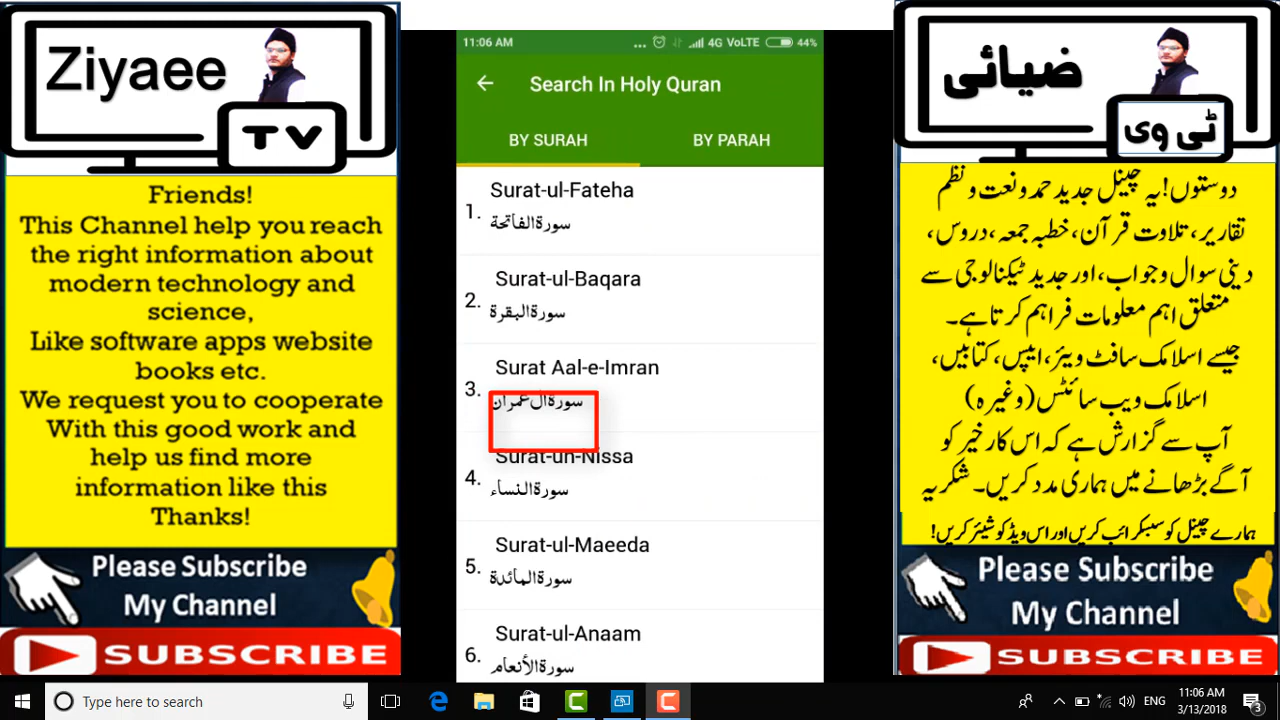 Ziyaee
TV
Friends!
This Channel help you reach
the right information about
modern technology and
science,
Like software apps website
books etc.
We request you to cooperate
With this good work and
help us find more
information like this
Thanks!
Please Subscribe
My Channel
SUBSCRIBE
11:06 AM
... 4G VoLTE 44%
Search In Holy Quran
BY SURAH BY PARAH
1. Surat-ul-Fateha
سورة الفاتحة
2. Surat-ul-Baqara
سورة البقرة
3. Surat Aal-e-Imran
سورة ال عمران
4. Surat-un-Nissa
سورة النساء
5. Surat-ul-Maeeda
سورة المائدة
6. Surat-ul-Anaam
سورة الأنعام
ضیائی
ٹی وی
دوستوں! یہ چینل جدید حمد و نعت و نظم
تقاریر، تلاوت قرآن، خطبہ جمعہ، دروس،
دینی سوال و جواب، اور جدید ٹیکنالوجی سے
متعلق اہم معلومات فراہم کرتا ہے۔
جیسے اسلامک سافٹ ویئر، ایپس، کتابیں،
اسلامک ویب سائٹس (وغیرہ)
آپ سے گزارش ہے کہ اس کار خیر کو
آگے بڑھانے میں ہماری مدد کریں۔ شکریہ
ہمارے چینل کو سبسکرائب کریں اور اس ویڈیو کو شیئر کریں!
Please Subscribe
My Channel
SUBSCRIBE
Type here to search
ENG
11:06 AM
3/13/2018
3